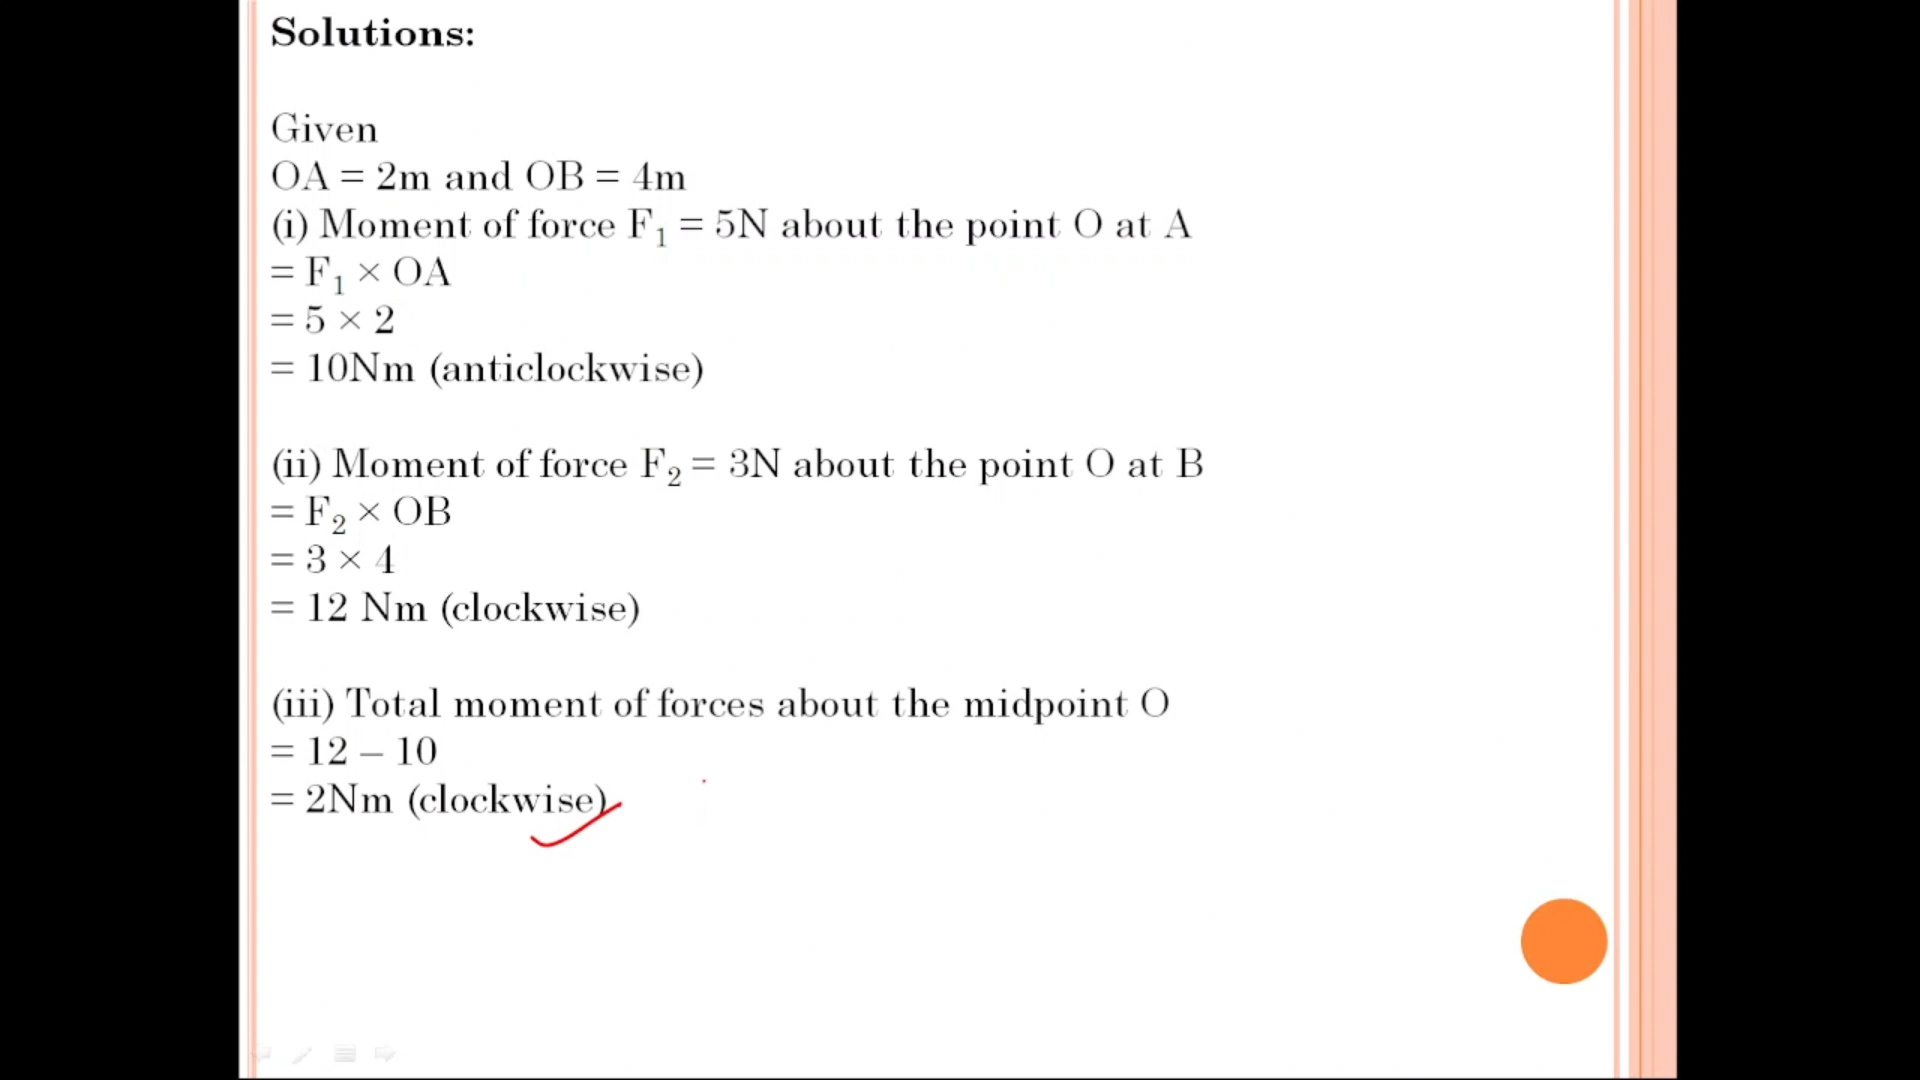 Solutions:
Given
OA = 2m and OB = 4m
(i) Moment of force F₁ = 5N about the point O at A
= F₁ × OA
= 5 × 2
= 10Nm (anticlockwise)
(ii) Moment of force F₂ = 3N about the point O at B
= F₂ × OB
= 3 × 4
= 12 Nm (clockwise)
(iii) Total moment of forces about the midpoint O
= 12 – 10
= 2Nm (clockwise)